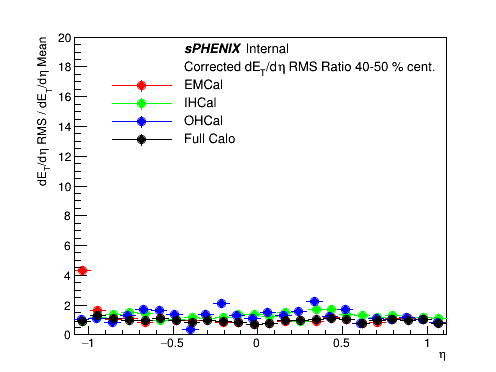 sPHENIX Internal
Corrected dE_T/dη RMS Ratio 40-50 % cent.
EMCal
IHCal
OHCal
Full Calo
dE_T/dη RMS / dE_T/dη Mean
20
18
16
14
12
10
8
6
4
2
0
−1 −0.5 0 0.5 1
η